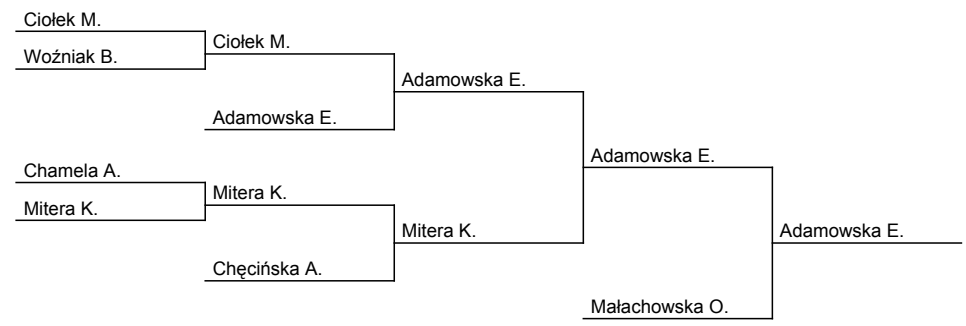 Ciołek M.
Woźniak B.
Ciołek M.
Adamowska E.
Adamowska E.
Chamela A.
Mitera K.
Mitera K.
Chęcińska A.
Mitera K.
Adamowska E.
Małachowska O.
Adamowska E.